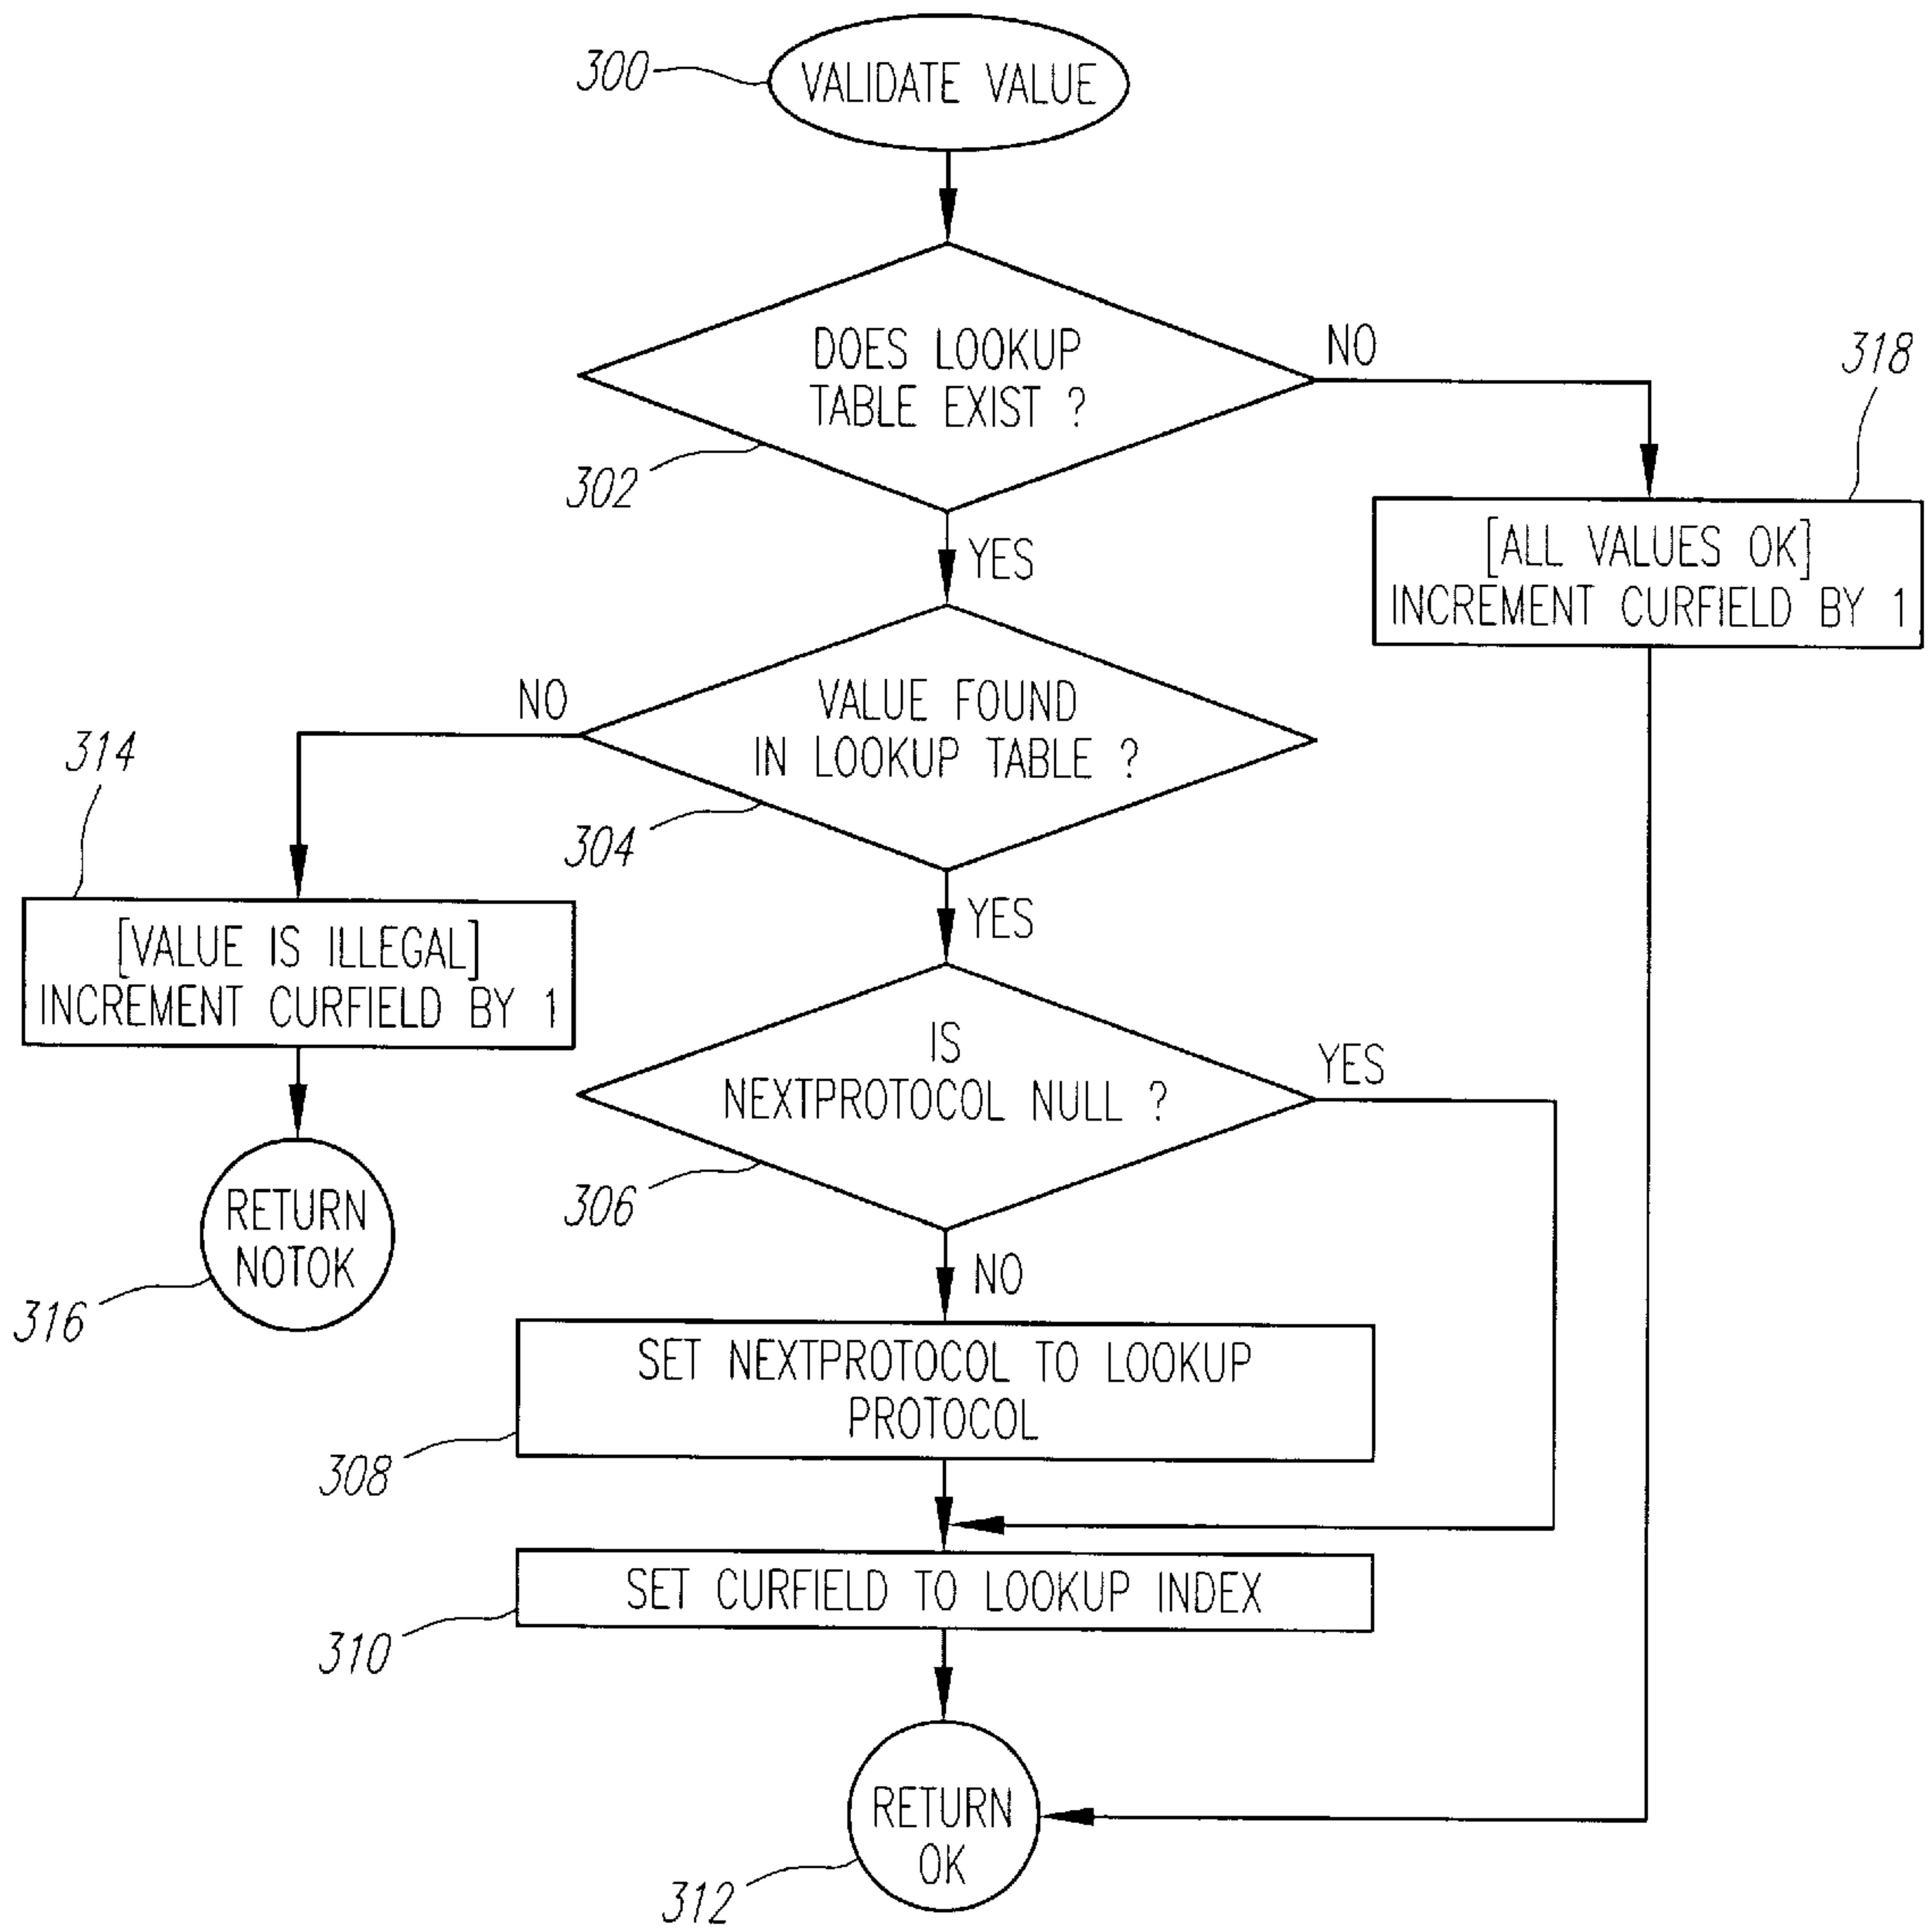 300
VALIDATE VALUE
DOES LOOKUP
TABLE EXIST ?
302
NO
318
[ALL VALUES OK]
INCREMENT CURFIELD BY 1
YES
VALUE FOUND
IN LOOKUP TABLE ?
304
NO
314
[VALUE IS ILLEGAL]
INCREMENT CURFIELD BY 1
RETURN
NOTOK
316
YES
IS
NEXTPROTOCOL NULL ?
306
YES
NO
SET NEXTPROTOCOL TO LOOKUP
PROTOCOL
308
SET CURFIELD TO LOOKUP INDEX
310
RETURN
OK
312